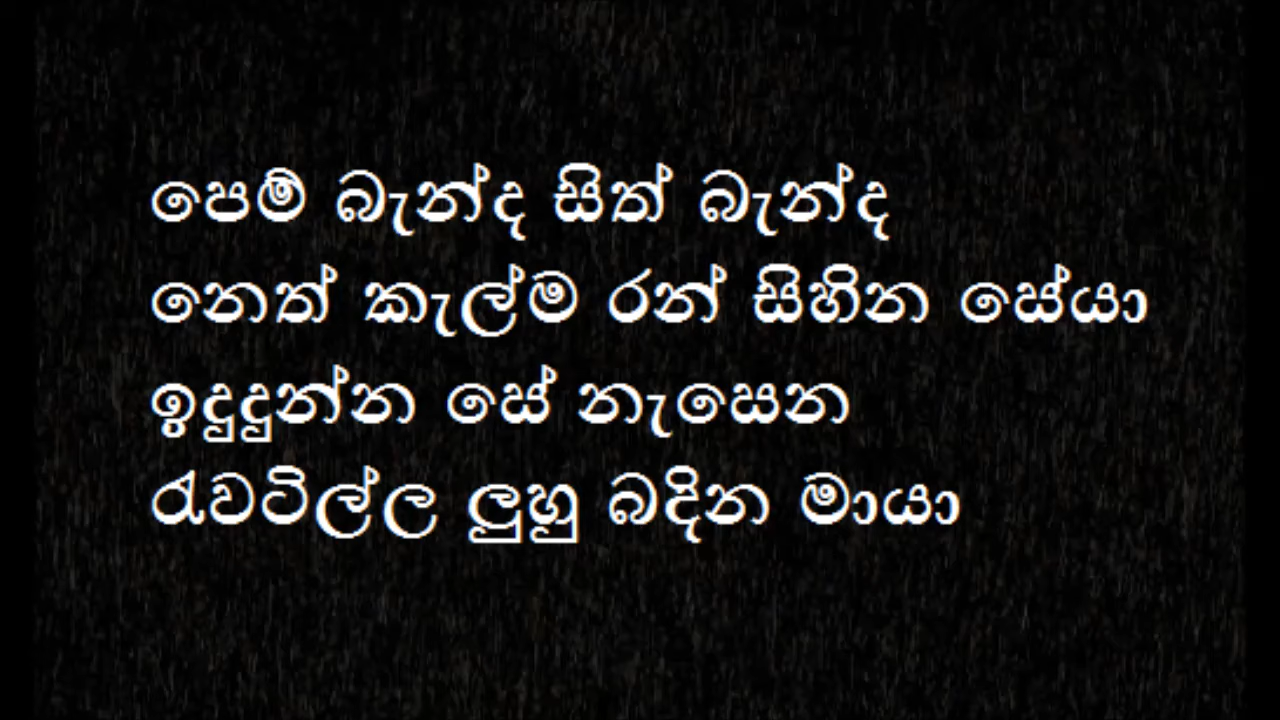 පෙම් බැන්ද සිත් බැන්ද
නෙත් කැල්ම රන් සිහින සේයා
ඉදුදුන්න සේ නැසෙන
රැවටිල්ල ලුහු බදින මායා